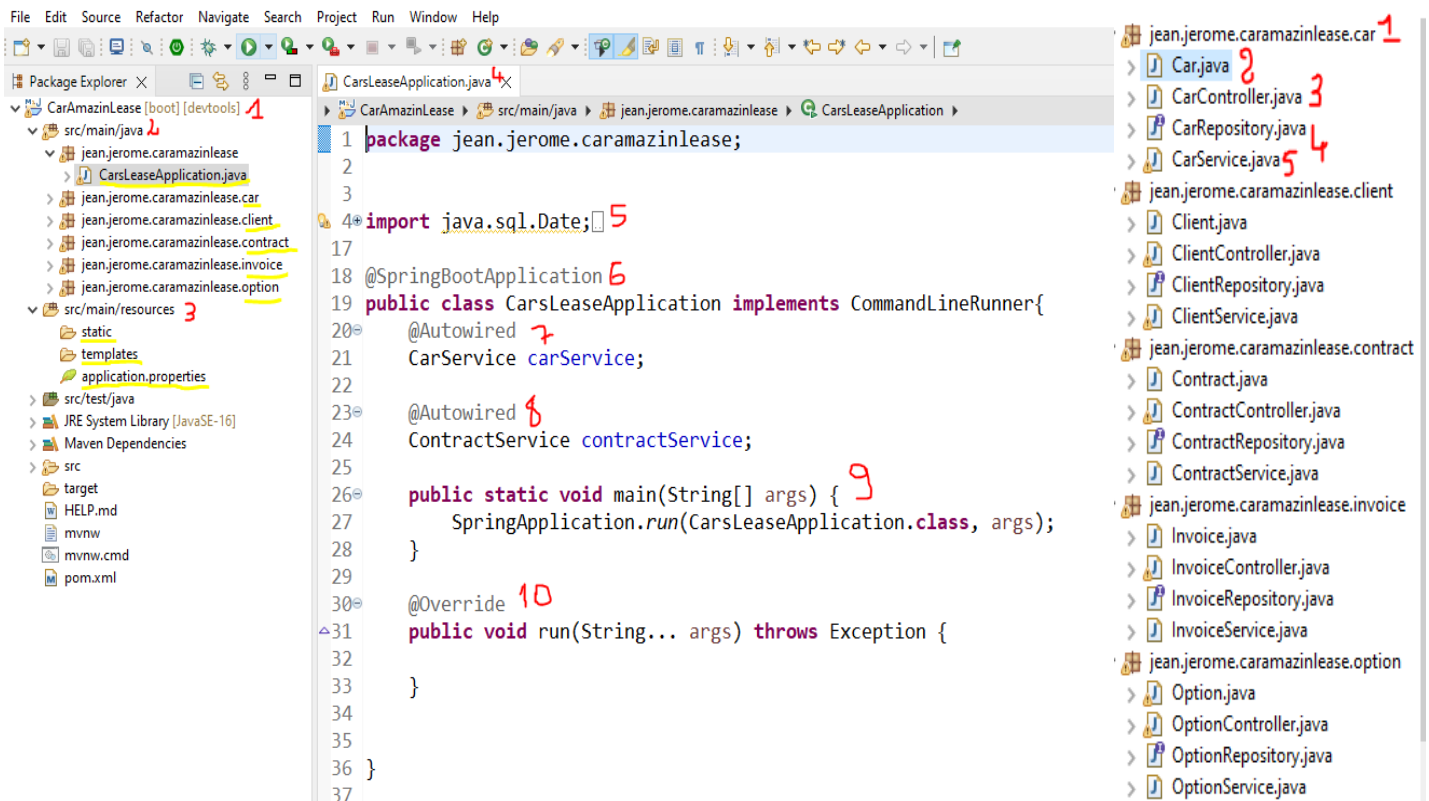 File Edit Source Refactor Navigate Search Project Run Window Help
Package Explorer
CarAmazinLease [boot] [devtools] 1
src/main/java 2
jean.jerome.caramazinlease
CarsLeaseApplication.java
jean.jerome.caramazinlease.car
jean.jerome.caramazinlease.client
jean.jerome.caramazinlease.contract
jean.jerome.caramazinlease.invoice
jean.jerome.caramazinlease.option
src/main/resources 3
static
templates
application.properties
src/test/java
JRE System Library [JavaSE-16]
Maven Dependencies
src
target
HELP.md
mvnw
mvnw.cmd
pom.xml
CarsLeaseApplication.java 4
CarAmazinLease src/main/java jean.jerome.caramazinlease CarsLeaseApplication
1 package jean.jerome.caramazinlease;
2
3
4 import java.sql.Date; 5
17
18 @SpringBootApplication 6
19 public class CarsLeaseApplication implements CommandLineRunner{
20 @Autowired 7
21 CarService carService;
22
23 @Autowired 8
24 ContractService contractService;
25
26 public static void main(String[] args) { 9
27 SpringApplication.run(CarsLeaseApplication.class, args);
28 }
29
30 @Override 10
31 public void run(String... args) throws Exception {
32
33 }
34
35
36 }
37
jean.jerome.caramazinlease.car 1
Car.java 2
CarController.java 3
CarRepository.java 4
CarService.java 5
jean.jerome.caramazinlease.client
Client.java
ClientController.java
ClientRepository.java
ClientService.java
jean.jerome.caramazinlease.contract
Contract.java
ContractController.java
ContractRepository.java
ContractService.java
jean.jerome.caramazinlease.invoice
Invoice.java
InvoiceController.java
InvoiceRepository.java
InvoiceService.java
jean.jerome.caramazinlease.option
Option.java
OptionController.java
OptionRepository.java
OptionService.java